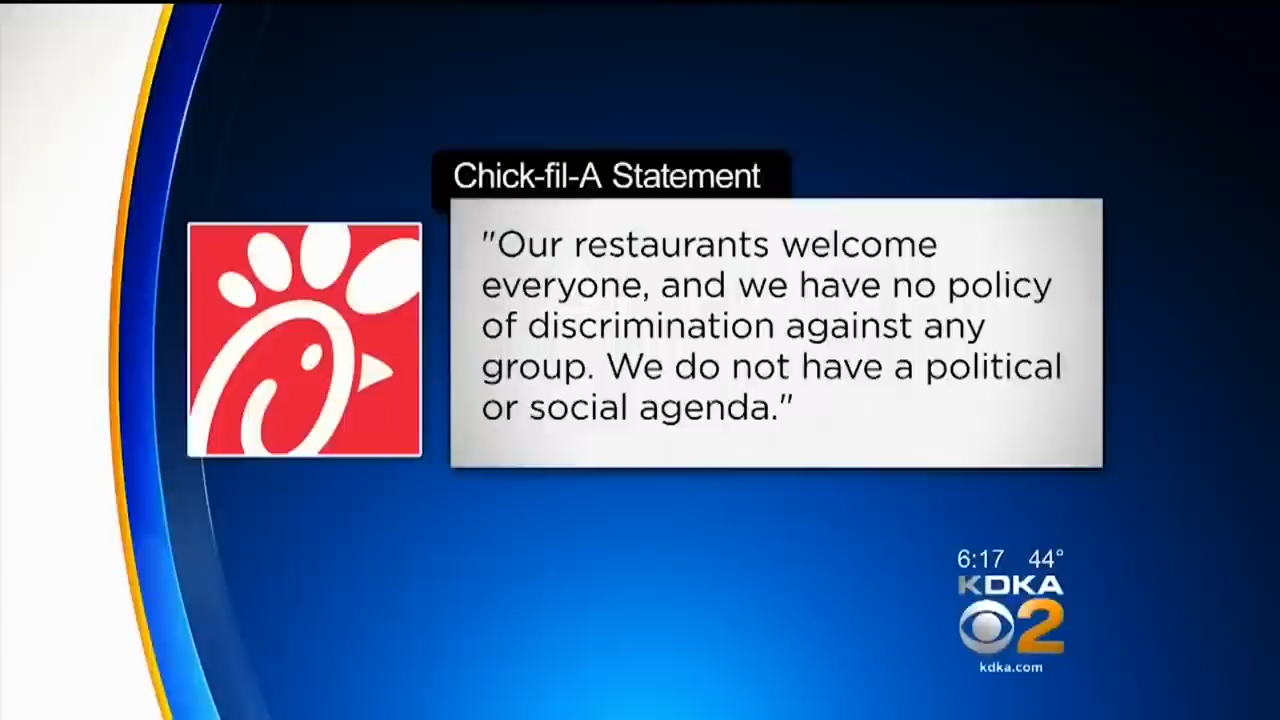 Chick-fil-A Statement
"Our restaurants welcome
everyone, and we have no policy
of discrimination against any
group. We do not have a political
or social agenda."
6:17 44°
KDKA
2
kdka.com